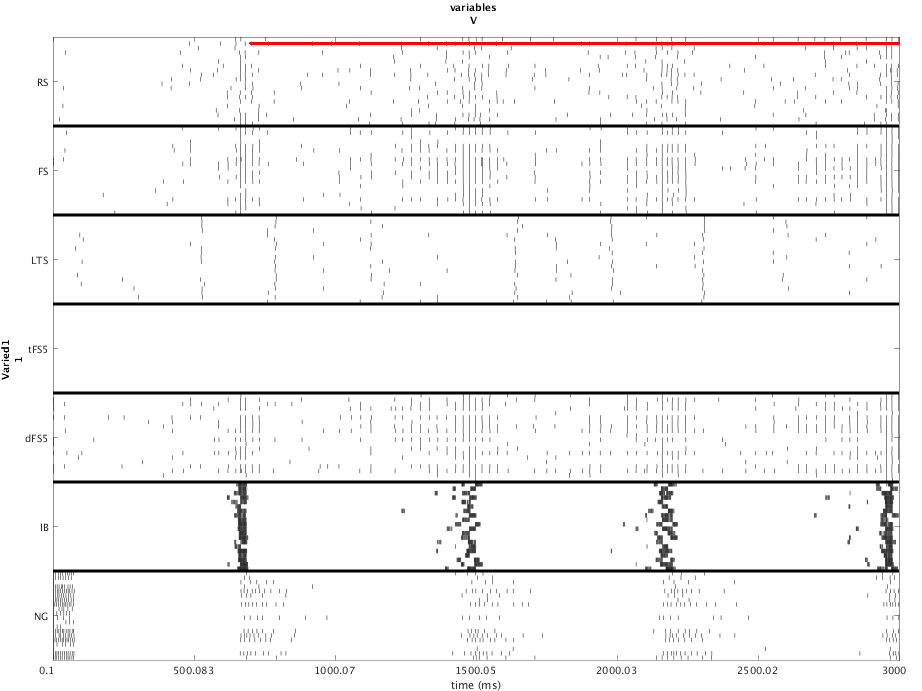 variables
V
RS
FS
LTS
tFS5
dFS5
IB
NG
Varied1
1
0.1
500.083
1000.07
1500.05
2000.03
2500.02
3000
time (ms)